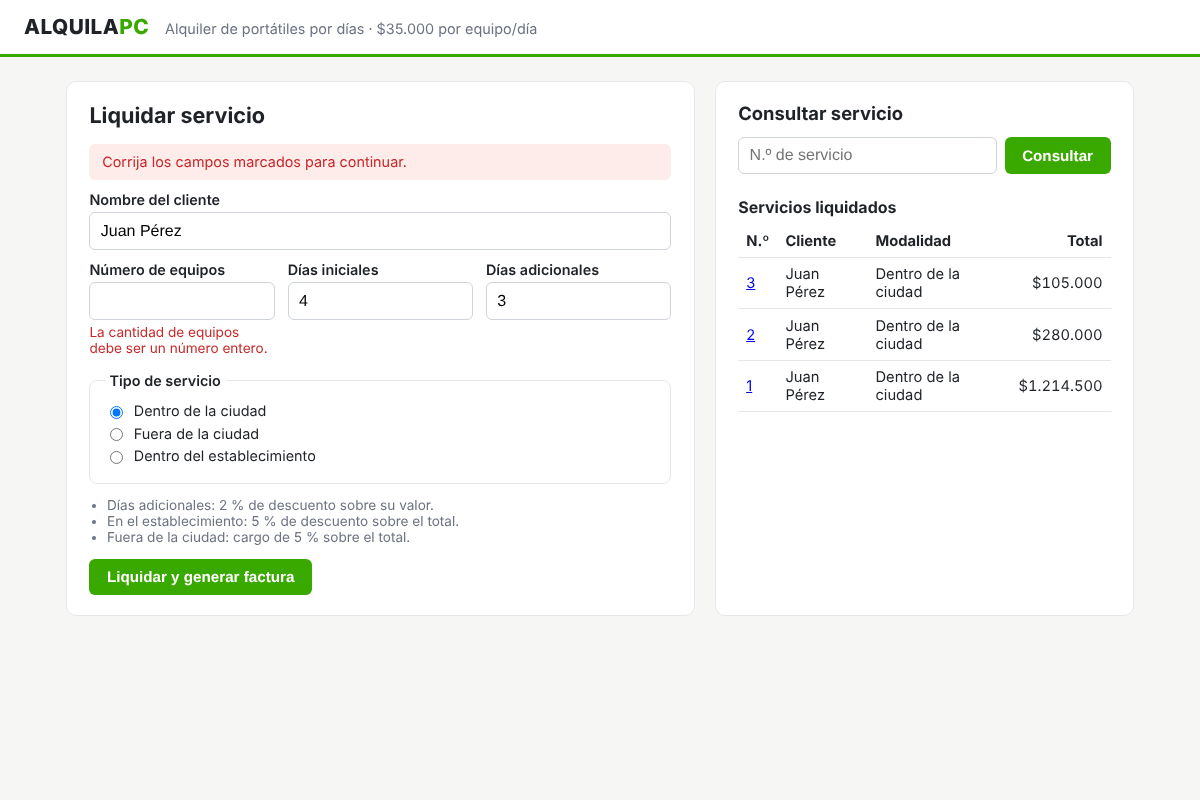 ALQUILAPC Alquiler de portátiles por días · $35.000 por equipo/día
Liquidar servicio
Corrija los campos marcados para continuar.
Nombre del cliente
Juan Pérez
Número de equipos Días iniciales Días adicionales
4 3
La cantidad de equipos
debe ser un número entero.
Tipo de servicio
Dentro de la ciudad
Fuera de la ciudad
Dentro del establecimiento
• Días adicionales: 2 % de descuento sobre su valor.
• En el establecimiento: 5 % de descuento sobre el total.
• Fuera de la ciudad: cargo de 5 % sobre el total.
Liquidar y generar factura
Consultar servicio
N.º de servicio Consultar
Servicios liquidados
N.º Cliente Modalidad Total
3 Juan Pérez Dentro de la ciudad $105.000
2 Juan Pérez Dentro de la ciudad $280.000
1 Juan Pérez Dentro de la ciudad $1.214.500